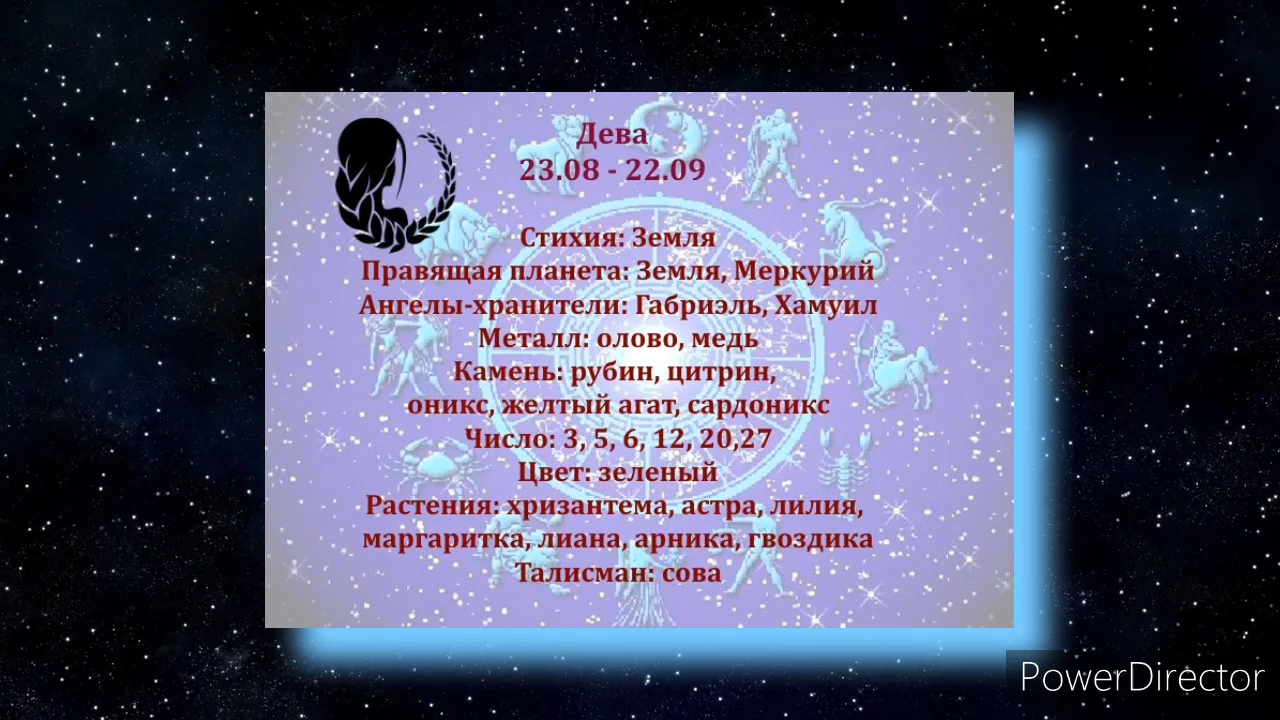 Дева
23.08 - 22.09
Стихия: Земля
Правящая планета: Земля, Меркурий
Ангелы-хранители: Габриэль, Хамуил
Металл: олово, медь
Камень: рубин, цитрин,
оникс, желтый агат, сардоникс
Число: 3, 5, 6, 12, 20,27
Цвет: зеленый
Растения: хризантема, астра, лилия,
маргаритка, лиана, арника, гвоздика
Талисман: сова
PowerDirector